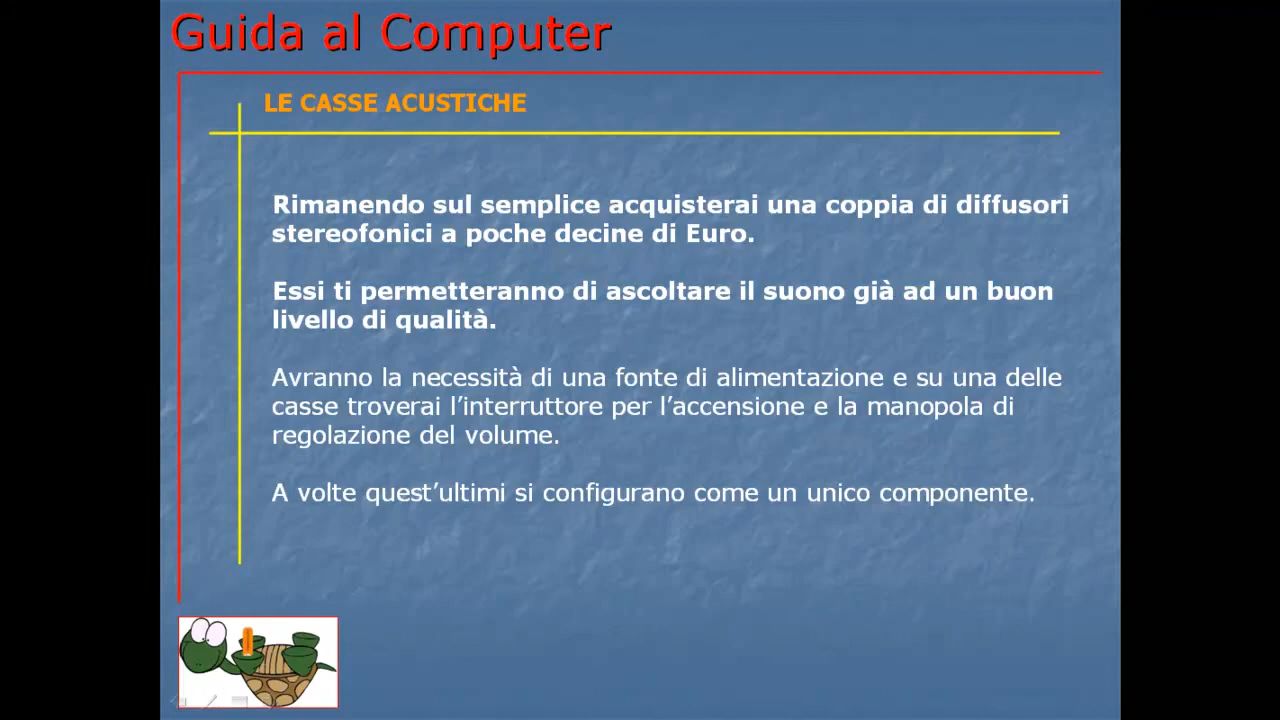 Guida al Computer
LE CASSE ACUSTICHE
Rimanendo sul semplice acquisterai una coppia di diffusori
stereofonici a poche decine di Euro.
Essi ti permetteranno di ascoltare il suono già ad un buon
livello di qualità.
Avranno la necessità di una fonte di alimentazione e su una delle
casse troverai l’interruttore per l’accensione e la manopola di
regolazione del volume.
A volte quest’ultimi si configurano come un unico componente.